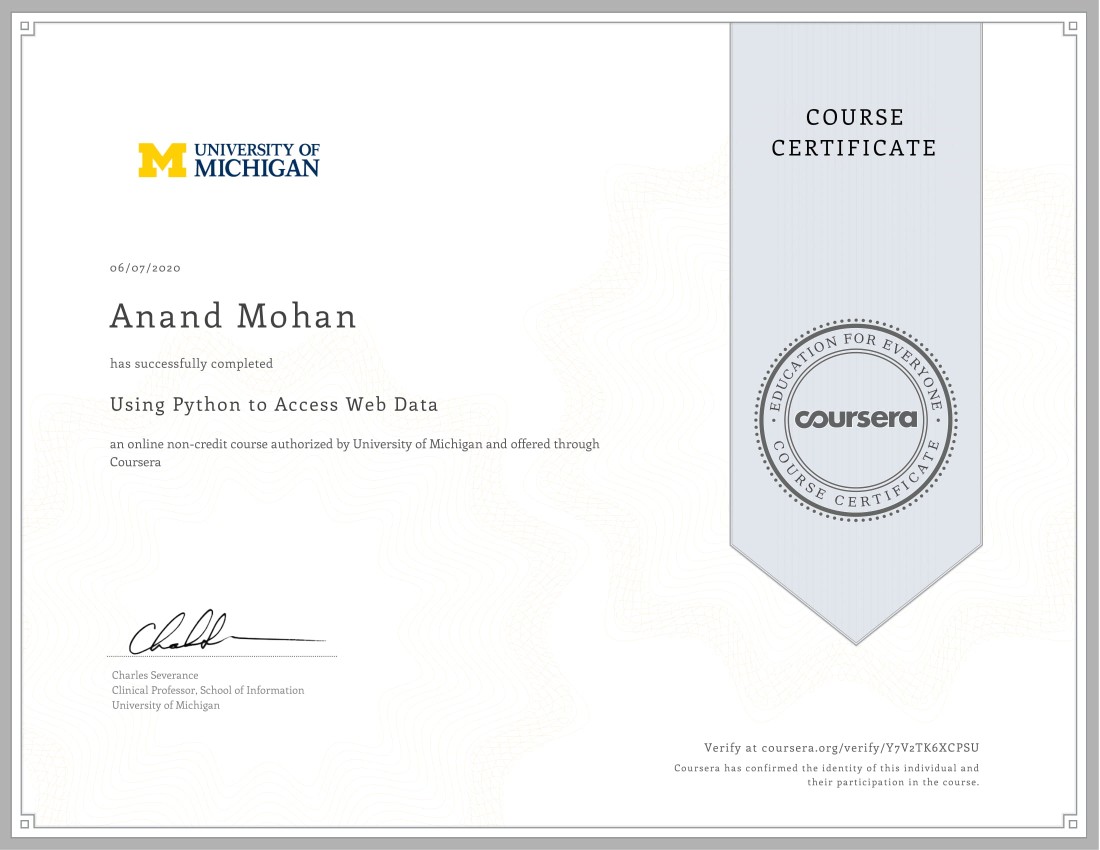 COURSE
CERTIFICATE
UNIVERSITY OF
MICHIGAN
06/07/2020
Anand Mohan
has successfully completed
Using Python to Access Web Data
an online non-credit course authorized by University of Michigan and offered through
Coursera
EDUCATION FOR EVERYONE
coursera
COURSE CERTIFICATE
Charles Severance
Clinical Professor, School of Information
University of Michigan
Verify at coursera.org/verify/Y7V2TK6XCPSU
Coursera has confirmed the identity of this individual and
their participation in the course.